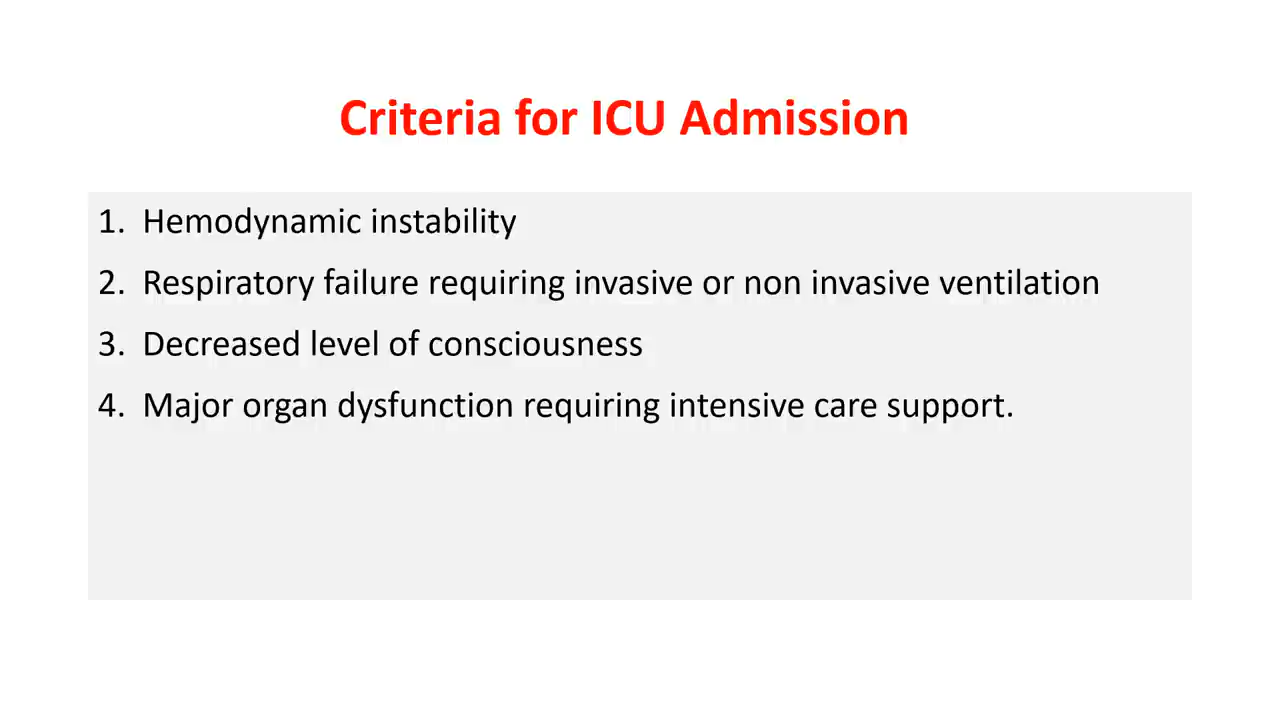 Criteria for ICU Admission
1. Hemodynamic instability
2. Respiratory failure requiring invasive or non invasive ventilation
3. Decreased level of consciousness
4. Major organ dysfunction requiring intensive care support.